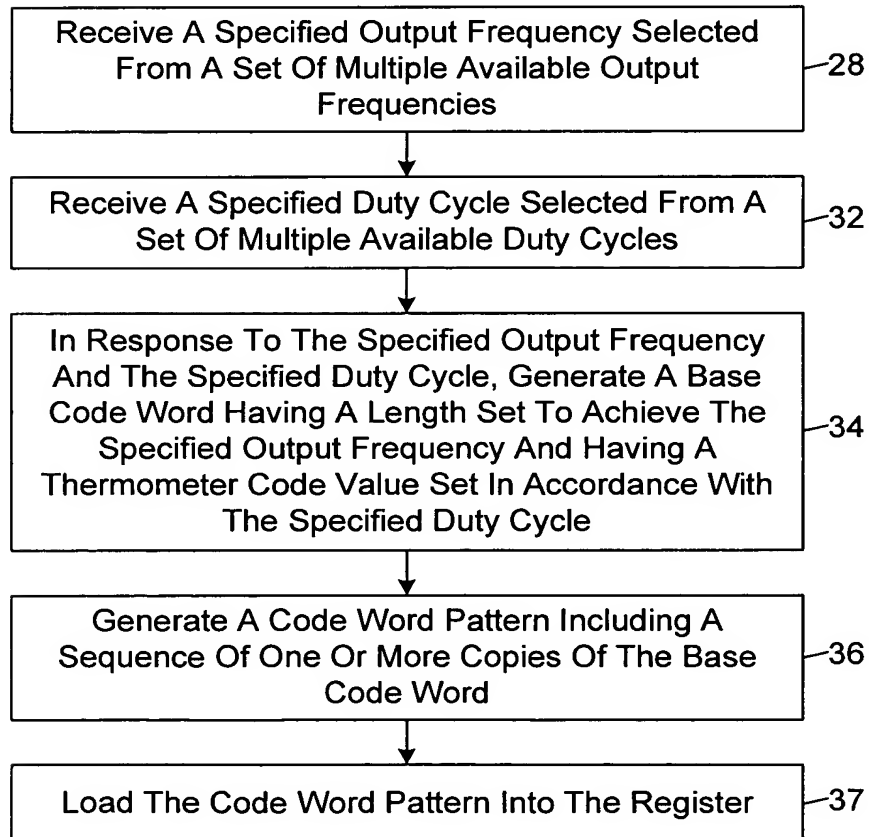 Receive A Specified Output Frequency Selected
From A Set Of Multiple Available Output
Frequencies
28
Receive A Specified Duty Cycle Selected From A
Set Of Multiple Available Duty Cycles
32
In Response To The Specified Output Frequency
And The Specified Duty Cycle, Generate A Base
Code Word Having A Length Set To Achieve The
Specified Output Frequency And Having A
Thermometer Code Value Set In Accordance With
The Specified Duty Cycle
34
Generate A Code Word Pattern Including A
Sequence Of One Or More Copies Of The Base
Code Word
36
Load The Code Word Pattern Into The Register
37